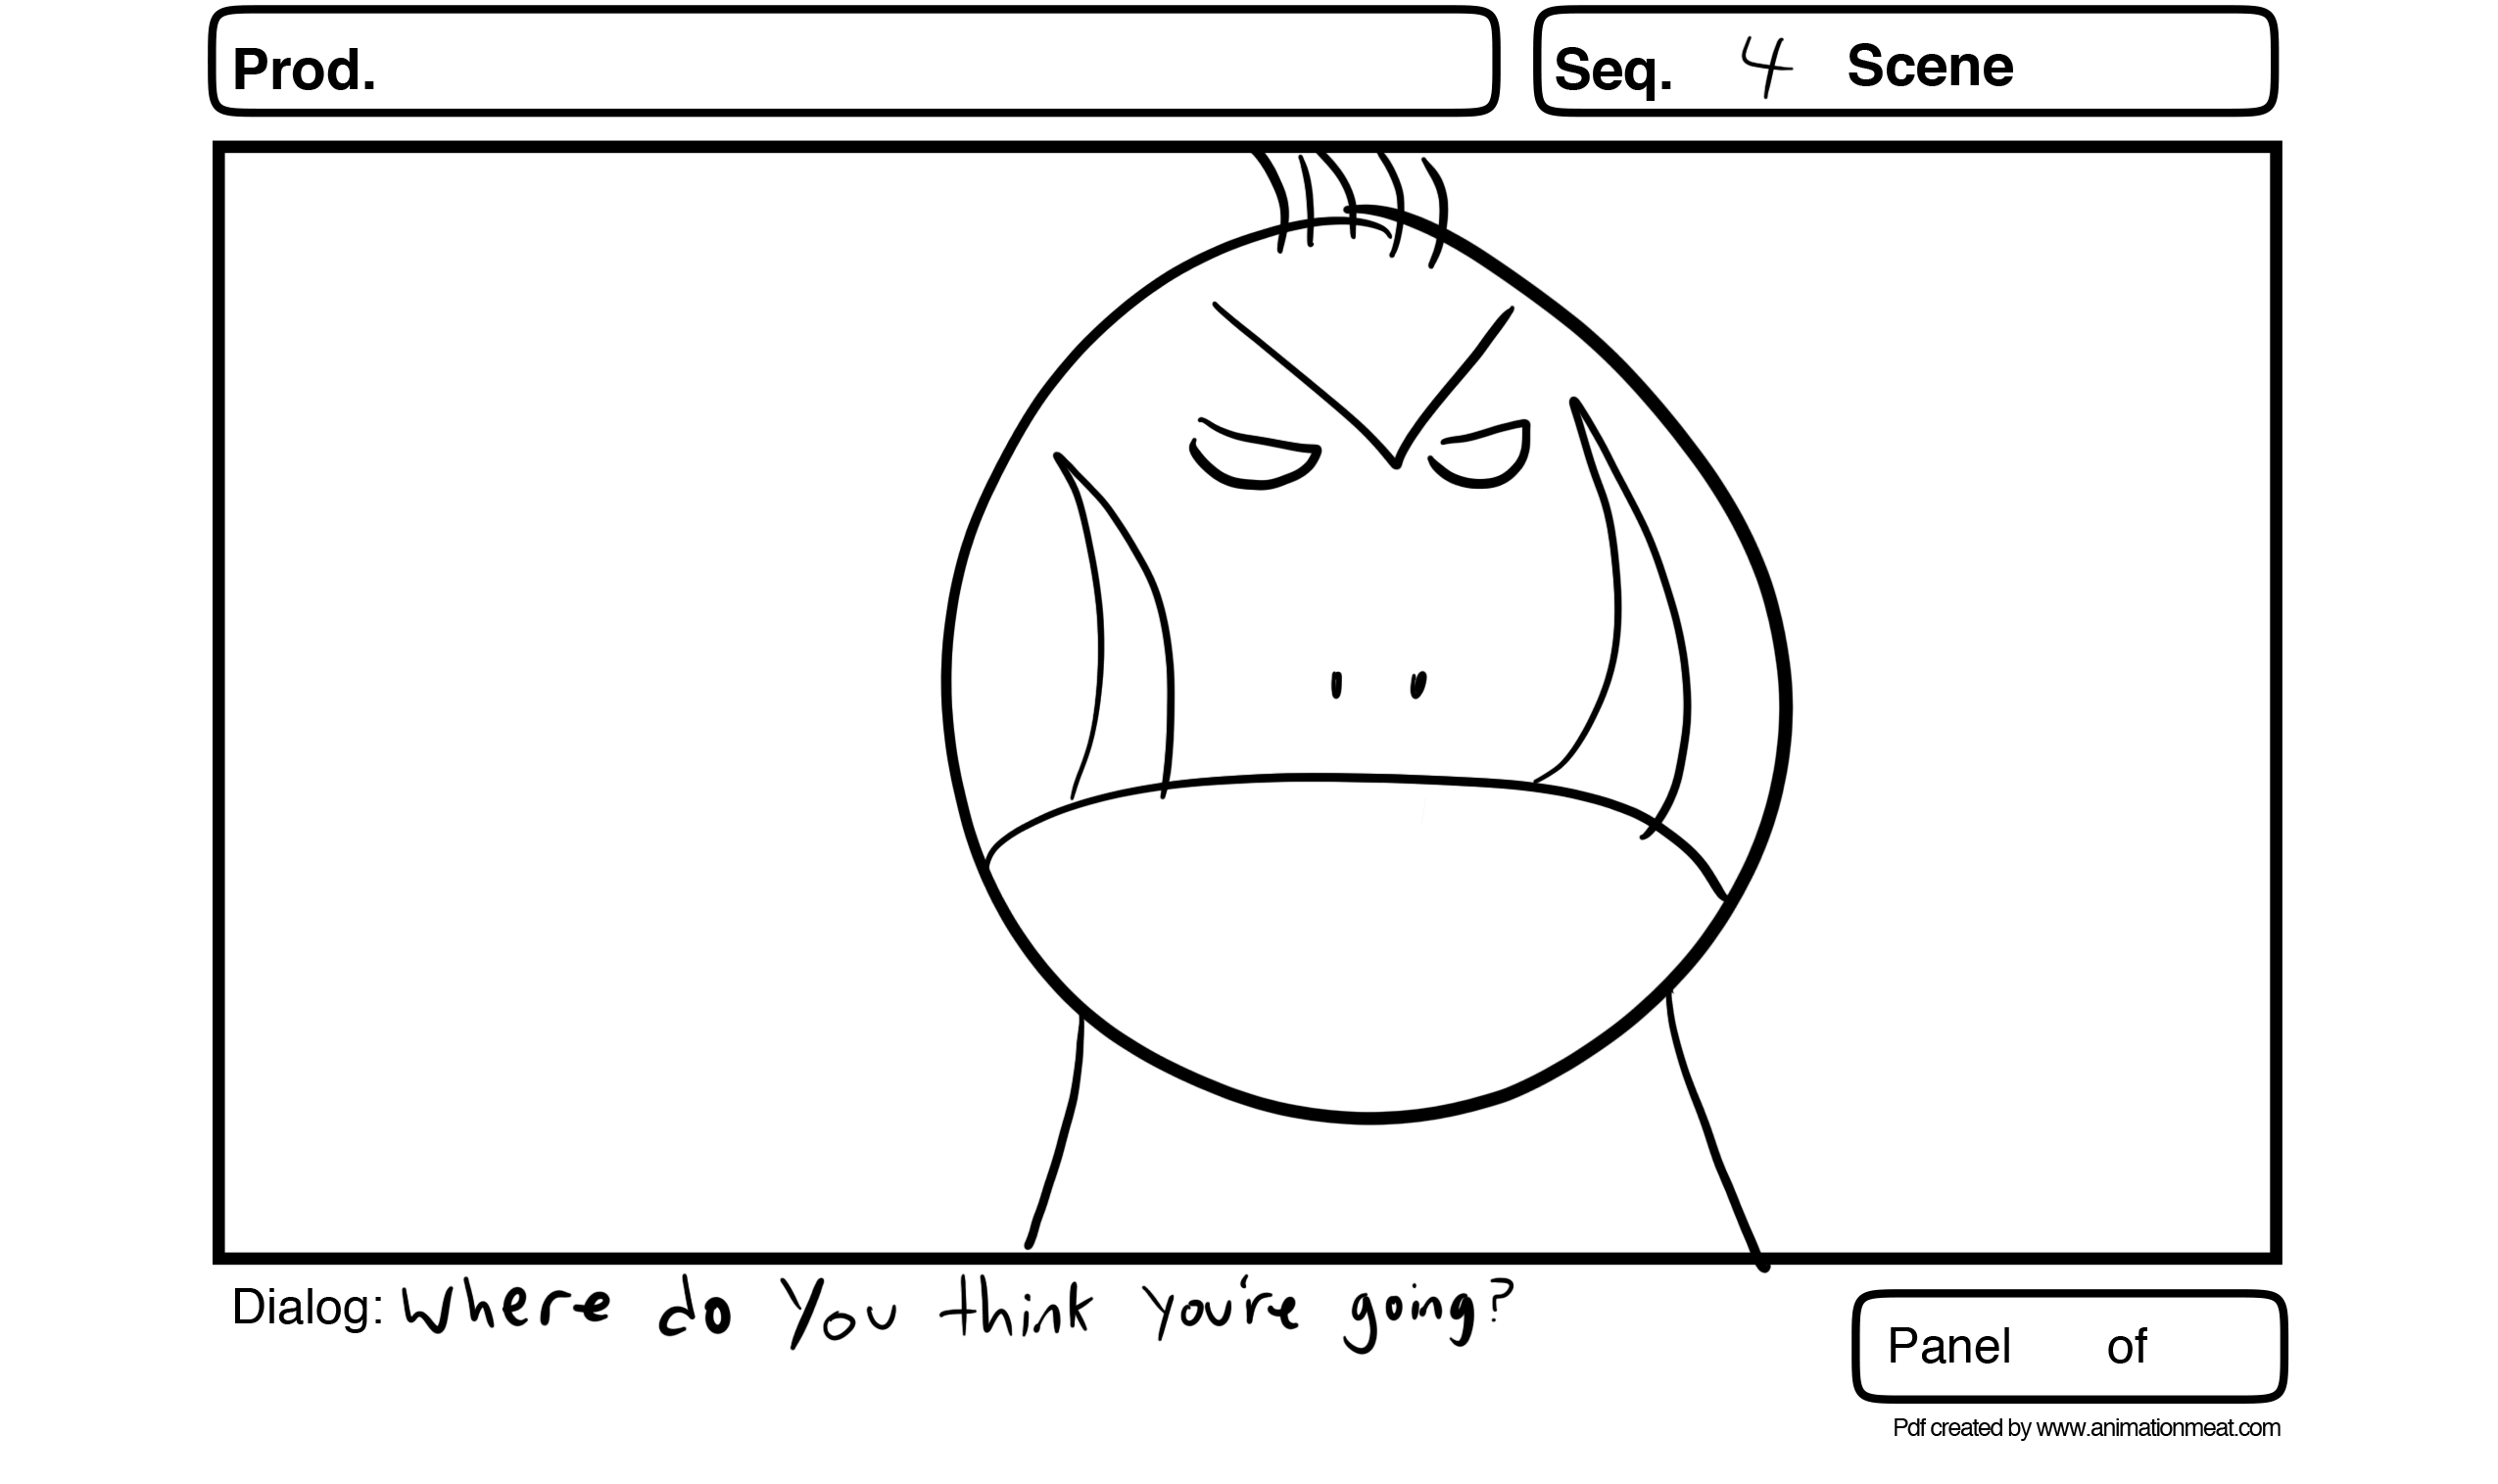 Prod.
Seq. 4 Scene
Dialog: Where do You think You're going?
Panel of
Pdf created by www.animationmeat.com